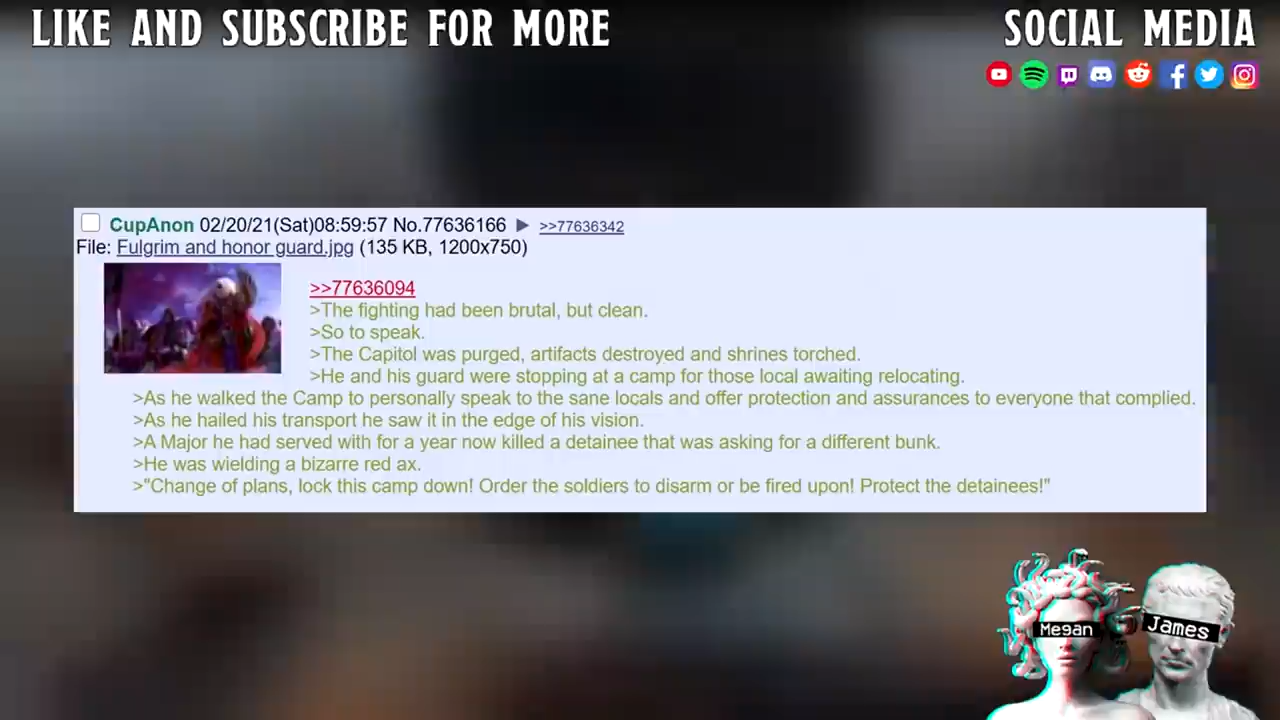 LIKE AND SUBSCRIBE FOR MORE
SOCIAL MEDIA
CupAnon 02/20/21(Sat)08:59:57 No.77636166 ▶ >>77636342
File: Fulgrim and honor guard.jpg (135 KB, 1200x750)
>>77636094
>The fighting had been brutal, but clean.
>So to speak.
>The Capitol was purged, artifacts destroyed and shrines torched.
>He and his guard were stopping at a camp for those local awaiting relocating.
>As he walked the Camp to personally speak to the sane locals and offer protection and assurances to everyone that complied.
>As he hailed his transport he saw it in the edge of his vision.
>A Major he had served with for a year now killed a detainee that was asking for a different bunk.
>He was wielding a bizarre red ax.
>"Change of plans, lock this camp down! Order the soldiers to disarm or be fired upon! Protect the detainees!"
Megan
James